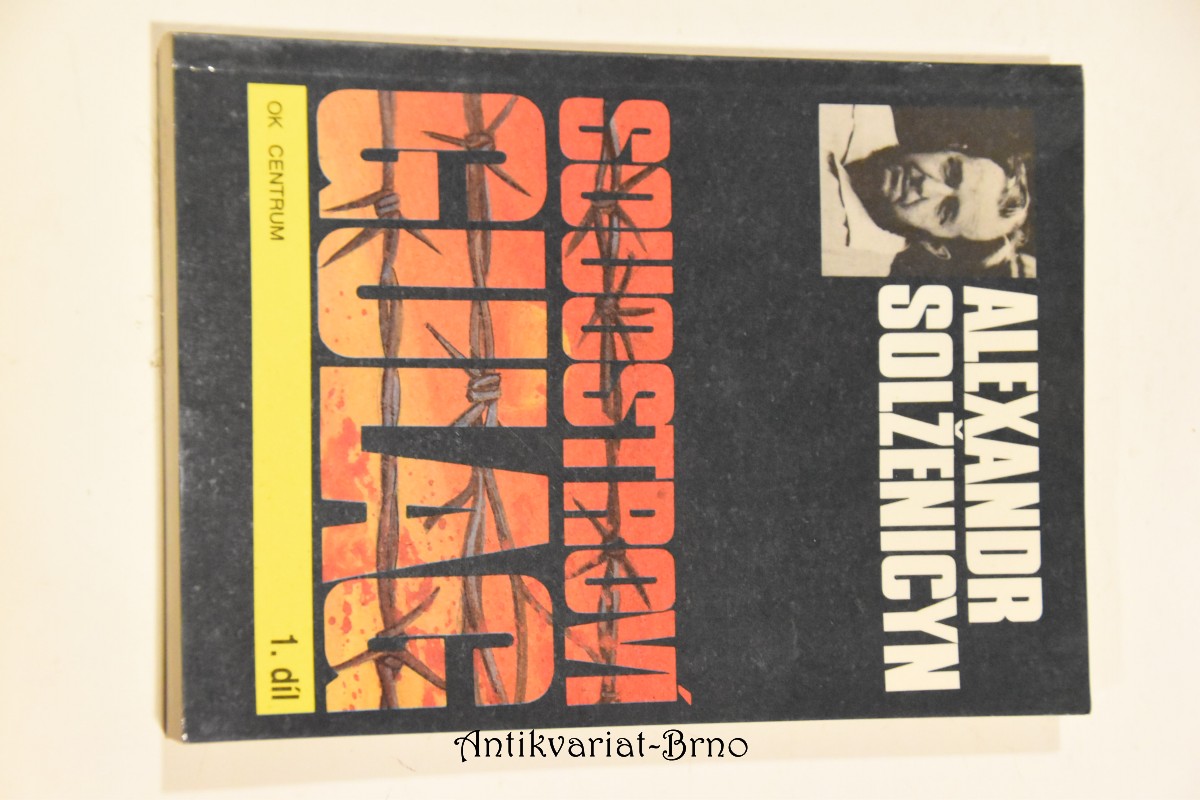 ALEXANDR
SOLŽENICYN
SOUOSTROVÍ
GULAG
OK CENTRUM
1. díl
Antikvariat-Brno